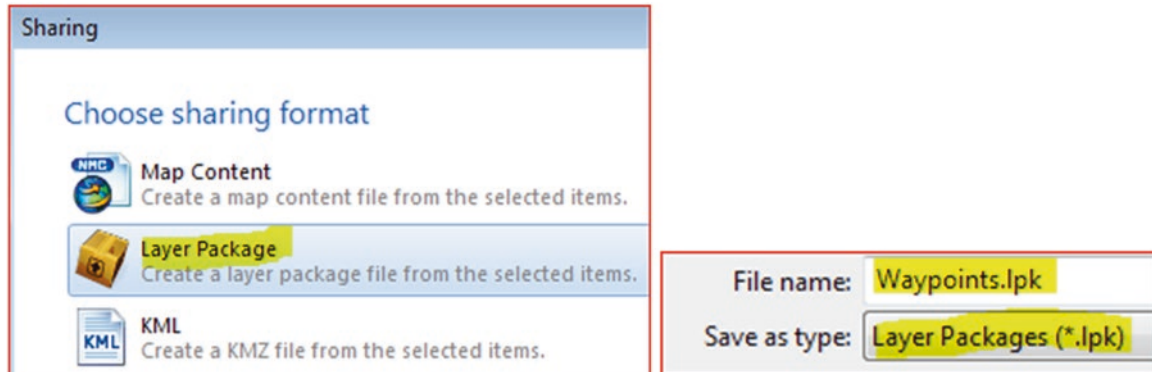 Sharing
Choose sharing format
NMC
Map Content
Create a map content file from the selected items.
Layer Package
Create a layer package file from the selected items.
KML
KML
Create a KMZ file from the selected items.
File name: Waypoints.lpk
Save as type: Layer Packages (*.lpk)